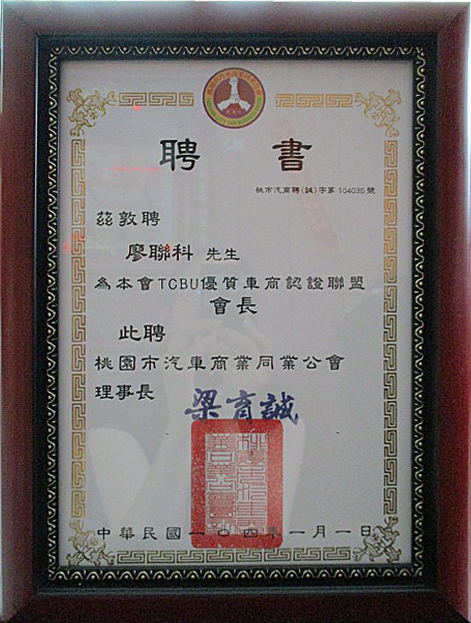 聘書
桃市汽商聘(誠)字第104035號
茲敦聘
廖聯科 先生
為本會TCBU優質車商認證聯盟
會長
此聘
桃園市汽車商業同業公會
理事長
梁育誠
中華民國一○四年一月一日